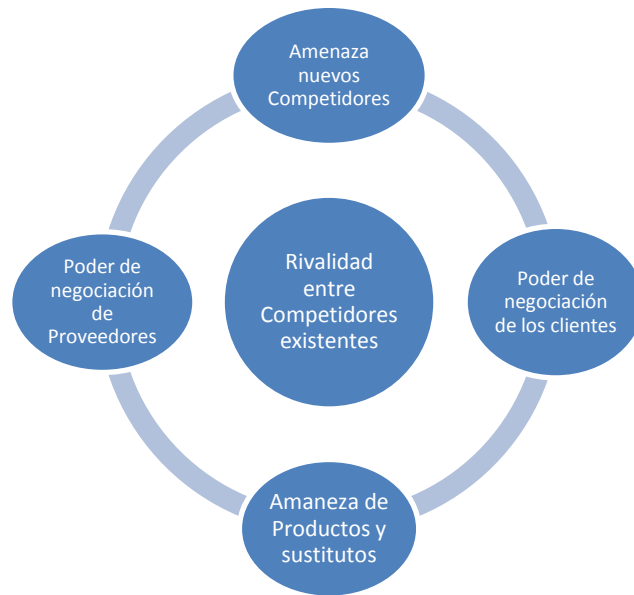 Amenaza
nuevos
Competidores
Poder de
negociación
de
Proveedores
Rivalidad
entre
Competidores
existentes
Poder de
negociación
de los clientes
Amaneza de
Productos y
sustitutos